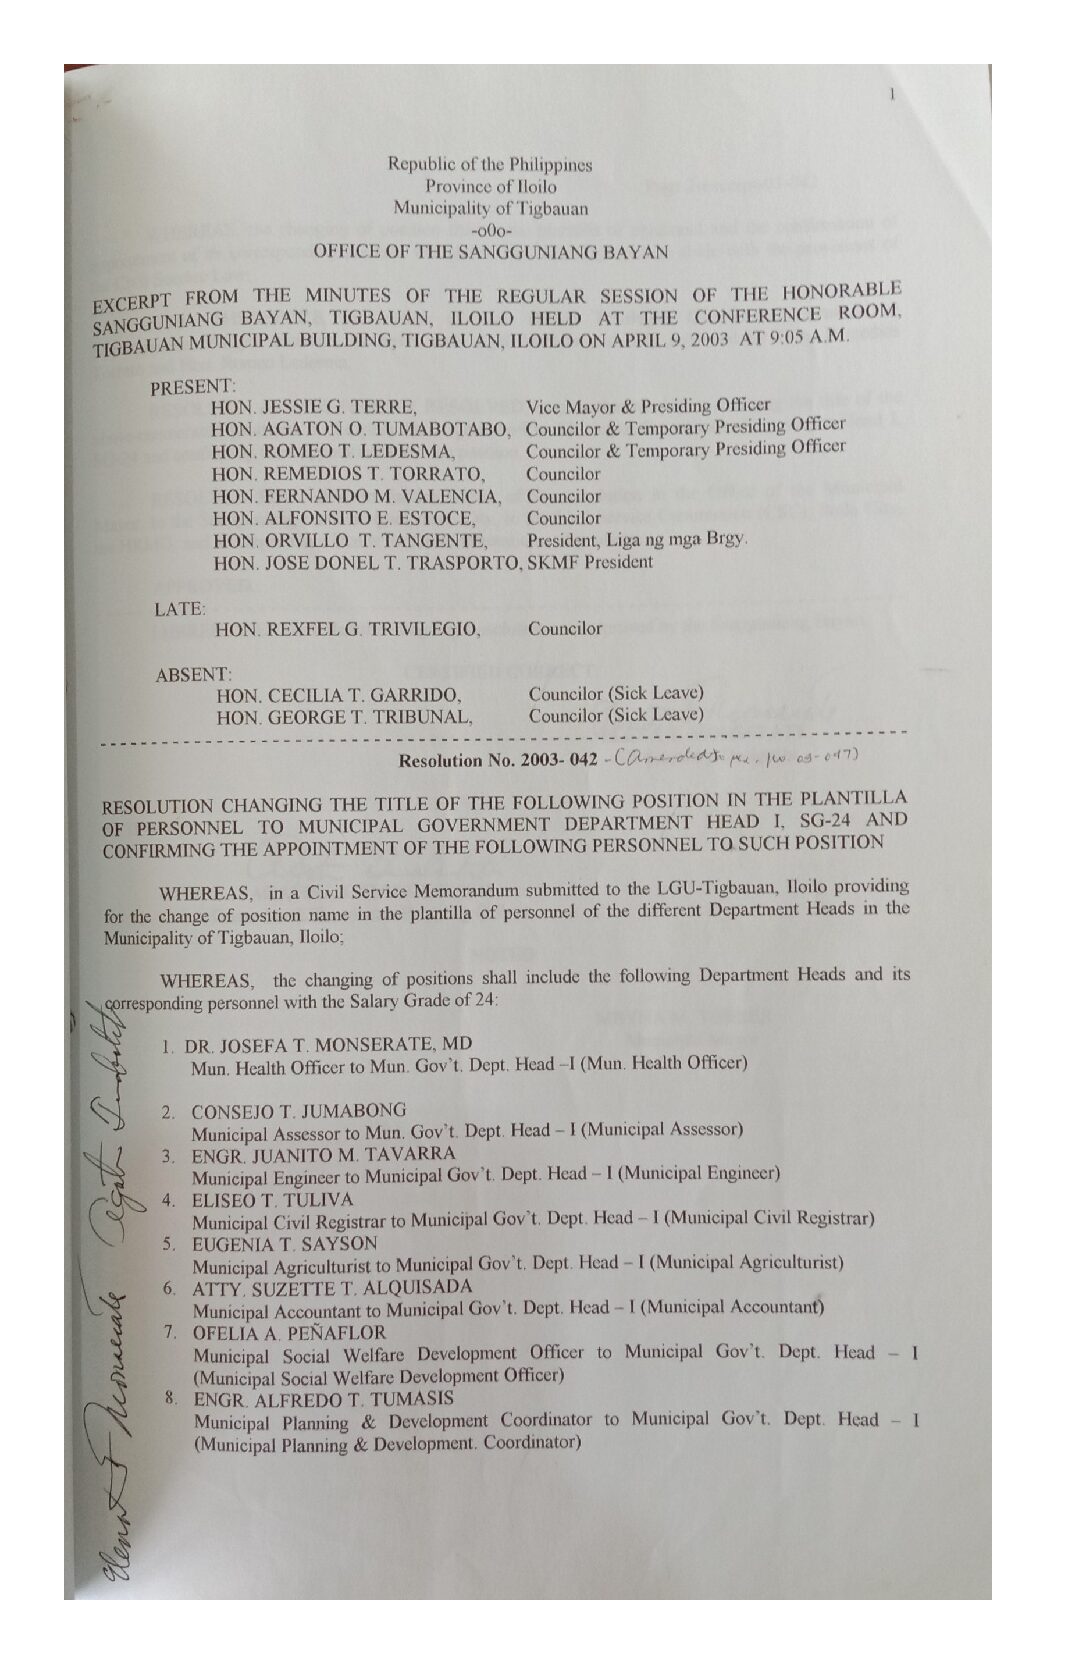 1
Republic of the Philippines
Province of Iloilo
Municipality of Tigbauan
-o0o-
OFFICE OF THE SANGGUNIANG BAYAN
EXCERPT FROM THE MINUTES OF THE REGULAR SESSION OF THE HONORABLE
SANGGUNIANG BAYAN, TIGBAUAN, ILOILO HELD AT THE CONFERENCE ROOM,
TIGBAUAN MUNICIPAL BUILDING, TIGBAUAN, ILOILO ON APRIL 9, 2003 AT 9:05 A.M.
PRESENT:
HON. JESSIE G. TERRE, Vice Mayor & Presiding Officer
HON. AGATON O. TUMABOTABO, Councilor & Temporary Presiding Officer
HON. ROMEO T. LEDESMA, Councilor & Temporary Presiding Officer
HON. REMEDIOS T. TORRATO, Councilor
HON. FERNANDO M. VALENCIA, Councilor
HON. ALFONSITO E. ESTOCE, Councilor
HON. ORVILLO T. TANGENTE, President, Liga ng mga Brgy.
HON. JOSE DONEL T. TRASPORTO, SKMF President
LATE:
HON. REXFEL G. TRIVILEGIO, Councilor
ABSENT:
HON. CECILIA T. GARRIDO, Councilor (Sick Leave)
HON. GEORGE T. TRIBUNAL, Councilor (Sick Leave)
Resolution No. 2003- 042 - (Amended
RESOLUTION CHANGING THE TITLE OF THE FOLLOWING POSITION IN THE PLANTILLA
OF PERSONNEL TO MUNICIPAL GOVERNMENT DEPARTMENT HEAD I, SG-24 AND
CONFIRMING THE APPOINTMENT OF THE FOLLOWING PERSONNEL TO SUCH POSITION
WHEREAS, in a Civil Service Memorandum submitted to the LGU-Tigbauan, Iloilo providing
for the change of position name in the plantilla of personnel of the different Department Heads in the
Municipality of Tigbauan, Iloilo;
WHEREAS, the changing of positions shall include the following Department Heads and its
corresponding personnel with the Salary Grade of 24:
1. DR. JOSEFA T. MONSERATE, MD
Mun. Health Officer to Mun. Gov't. Dept. Head –I (Mun. Health Officer)
2. CONSEJO T. JUMABONG
Municipal Assessor to Mun. Gov't. Dept. Head – I (Municipal Assessor)
3. ENGR. JUANITO M. TAVARRA
Municipal Engineer to Municipal Gov't. Dept. Head – I (Municipal Engineer)
4. ELISEO T. TULIVA
Municipal Civil Registrar to Municipal Gov't. Dept. Head – I (Municipal Civil Registrar)
5. EUGENIA T. SAYSON
Municipal Agriculturist to Municipal Gov't. Dept. Head – I (Municipal Agriculturist)
6. ATTY. SUZETTE T. ALQUISADA
Municipal Accountant to Municipal Gov't. Dept. Head – I (Municipal Accountant)
7. OFELIA A. PEÑAFLOR
Municipal Social Welfare Development Officer to Municipal Gov't. Dept. Head – I
(Municipal Social Welfare Development Officer)
8. ENGR. ALFREDO T. TUMASIS
Municipal Planning & Development Coordinator to Municipal Gov't. Dept. Head – I
(Municipal Planning & Development. Coordinator)